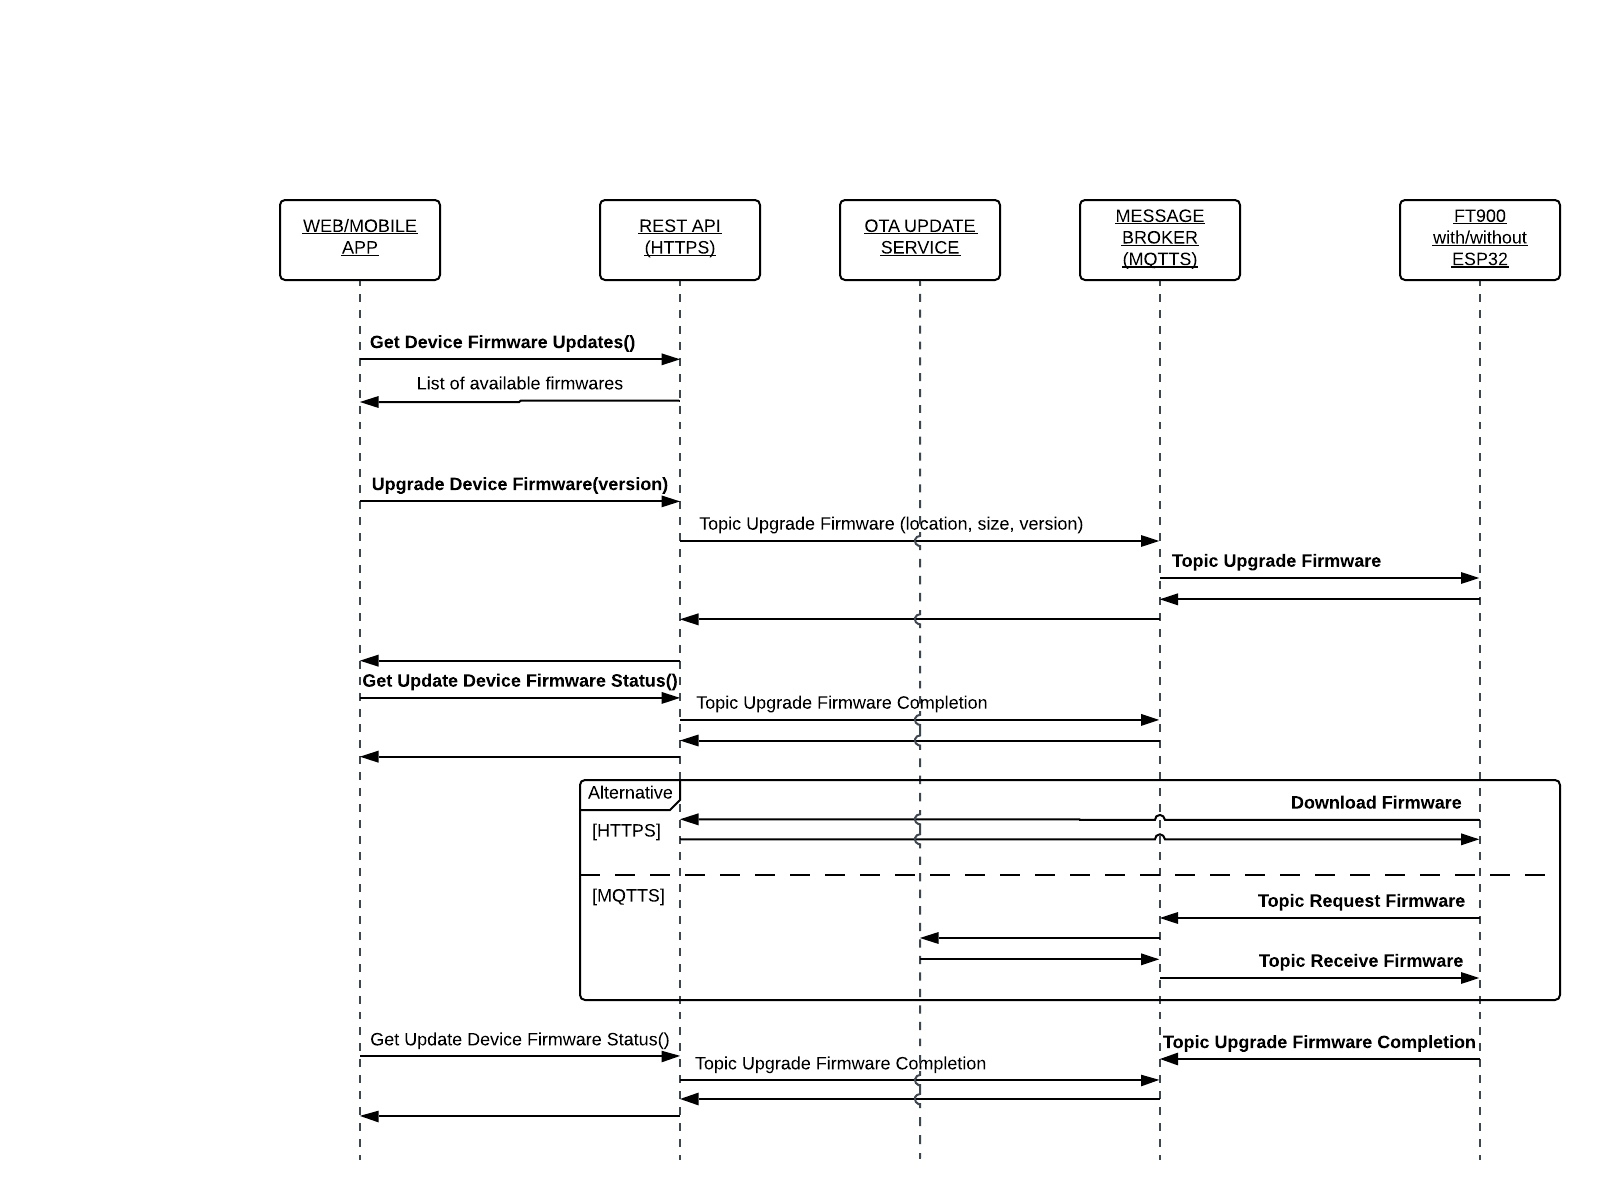 WEB/MOBILE
APP
REST API
(HTTPS)
OTA UPDATE
SERVICE
MESSAGE
BROKER
(MQTTS)
FT900
with/without
ESP32
Get Device Firmware Updates()
List of available firmwares
Upgrade Device Firmware(version)
Topic Upgrade Firmware (location, size, version)
Topic Upgrade Firmware
Get Update Device Firmware Status()
Topic Upgrade Firmware Completion
Alternative
Download Firmware
[HTTPS]
[MQTTS]
Topic Request Firmware
Topic Receive Firmware
Get Update Device Firmware Status()
Topic Upgrade Firmware Completion
Topic Upgrade Firmware Completion